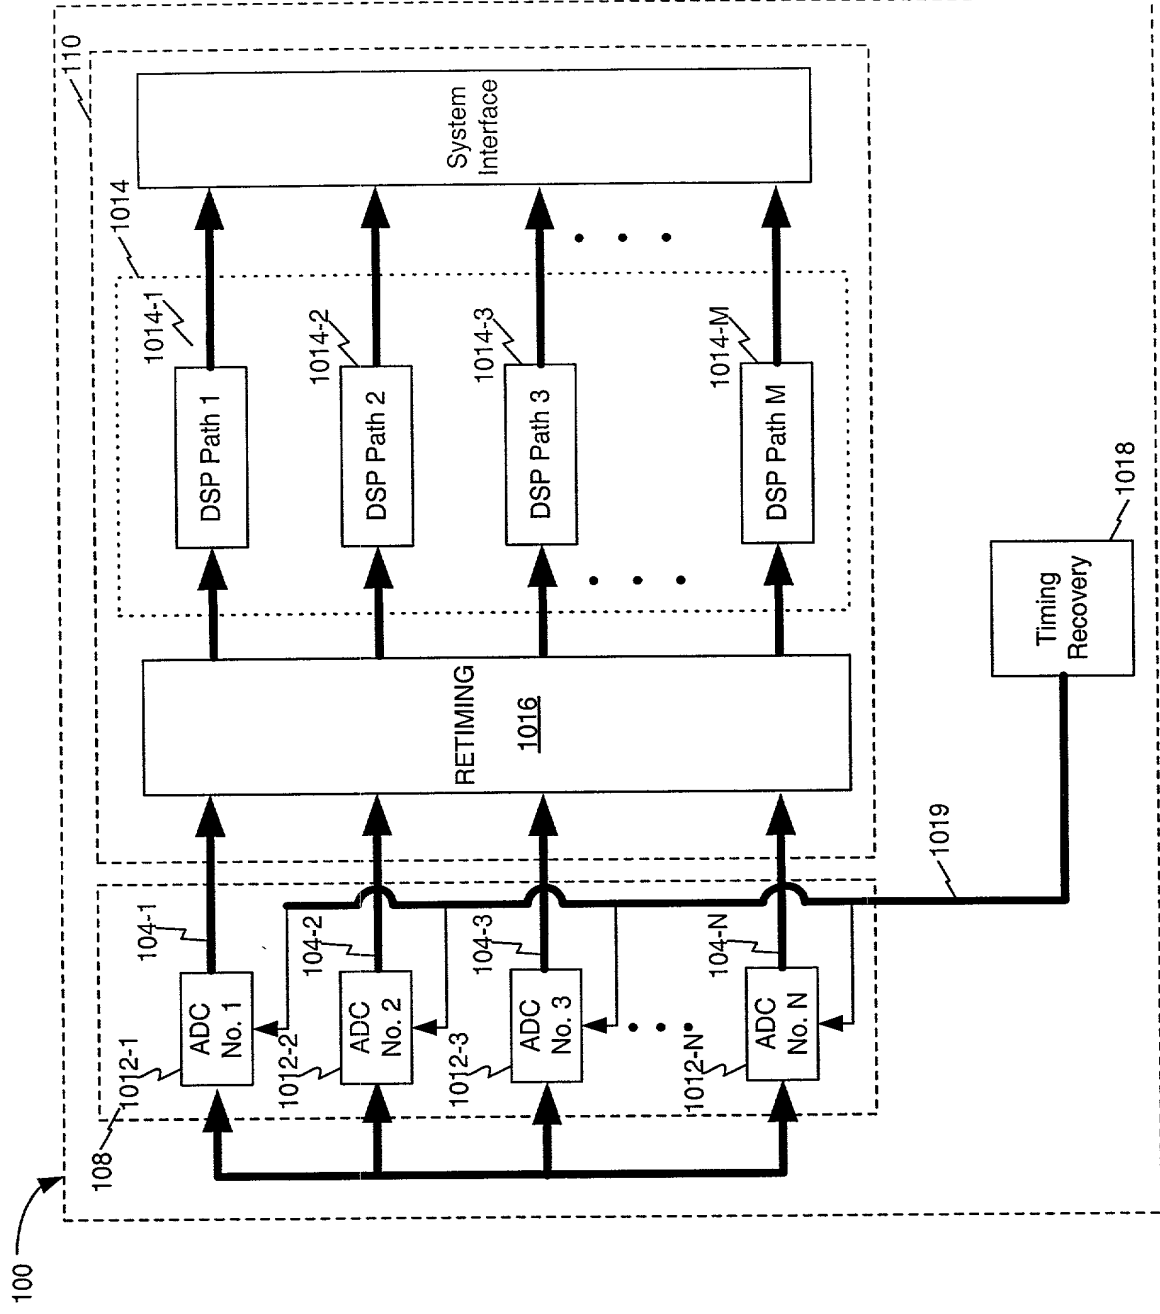 100
108
110
1012-1
ADC
No. 1
104-1
1012-2
ADC
No. 2
104-2
1012-3
ADC
No. 3
104-3
1012-N
ADC
No. N
104-N
RETIMING
1016
1014
DSP Path 1
1014-1
DSP Path 2
1014-2
DSP Path 3
1014-3
DSP Path M
1014-M
System
Interface
1019
Timing
Recovery
1018